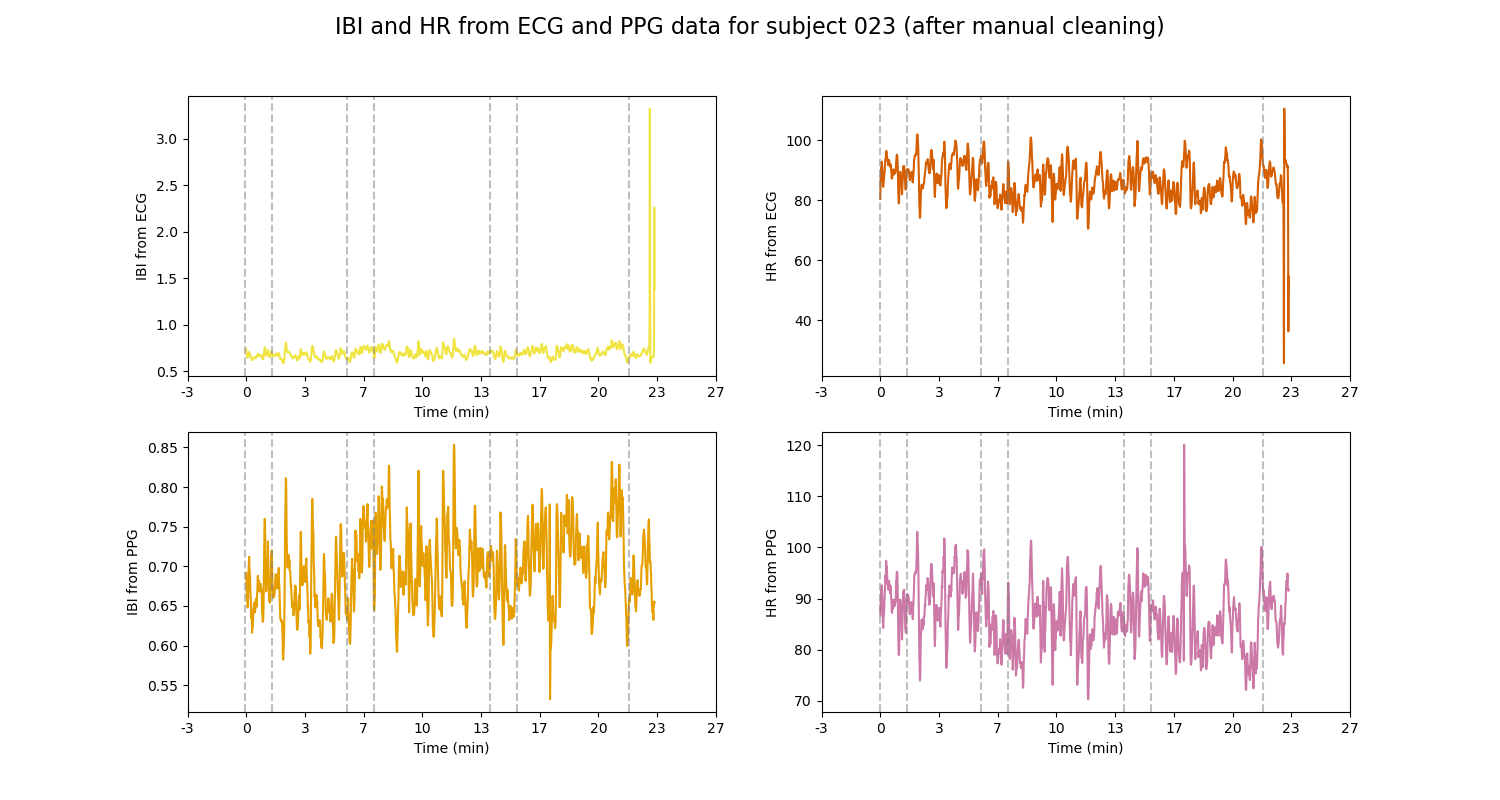 IBI and HR from ECG and PPG data for subject 023 (after manual cleaning)
IBI from ECG
3.0
2.5
2.0
1.5
1.0
0.5
-3 0 3 7 10 13 17 20 23 27
Time (min)
HR from ECG
100
80
60
40
-3 0 3 7 10 13 17 20 23 27
Time (min)
IBI from PPG
0.85
0.80
0.75
0.70
0.65
0.60
0.55
-3 0 3 7 10 13 17 20 23 27
Time (min)
HR from PPG
120
110
100
90
80
70
-3 0 3 7 10 13 17 20 23 27
Time (min)